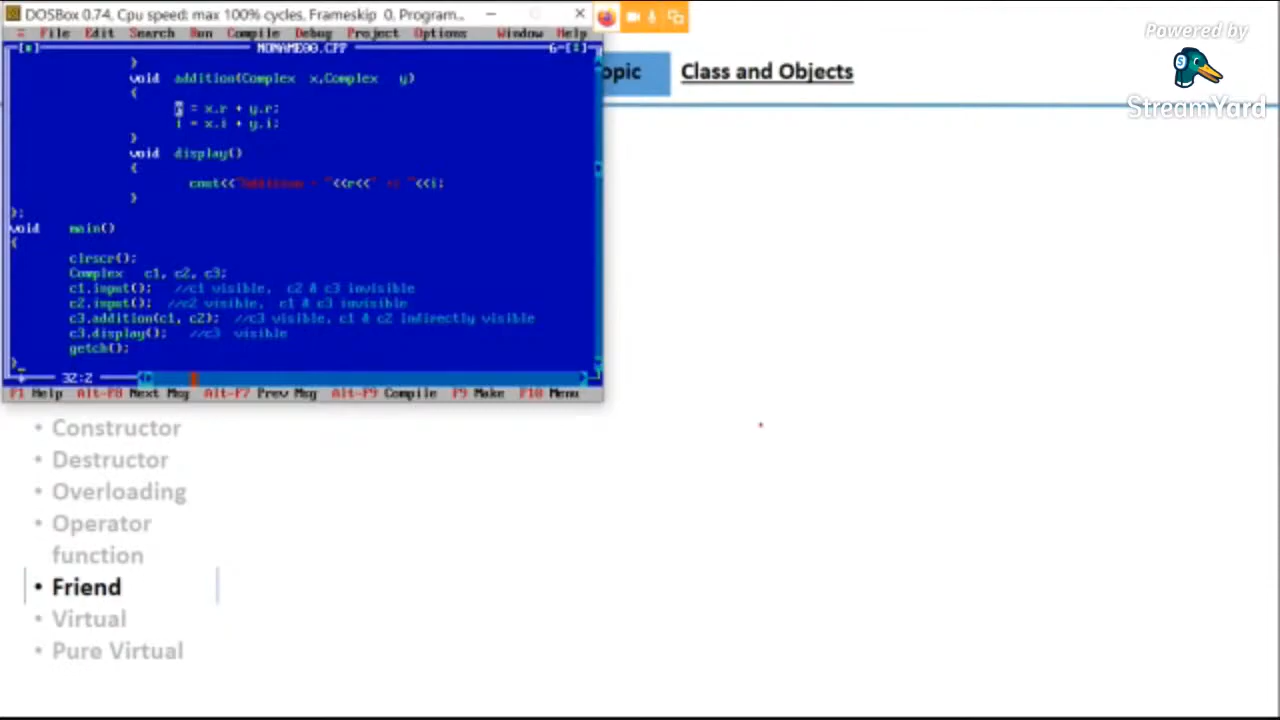 DOSBox 0.74, Cpu speed: max 100% cycles, Frameskip 0, Program...
File Edit Search Run Compile Debug Project Options Window Help
NONAME00.CPP
6
}
void addition(Complex x,Complex y)
{
r = x.r + y.r;
i = x.i + y.i;
}
void display()
{
cout<<"Addition = "<<r<<" +i "<<i;
}
};
void main()
{
clrscr();
Complex c1, c2, c3;
c1.input(); //c1 visible, c2 & c3 invisible
c2.input(); //c2 visible, c1 & c3 invisible
c3.addition(c1, c2); //c3 visible, c1 & c2 indirectly visible
c3.display(); //c3 visible
getch();
}
32:2
F1 Help Alt-F8 Next Msg Alt-F7 Prev Msg Alt-F9 Compile F9 Make F10 Menu
opic
Class and Objects
Powered by
StreamYard
• Constructor
• Destructor
• Overloading
• Operator
function
• Friend
• Virtual
• Pure Virtual